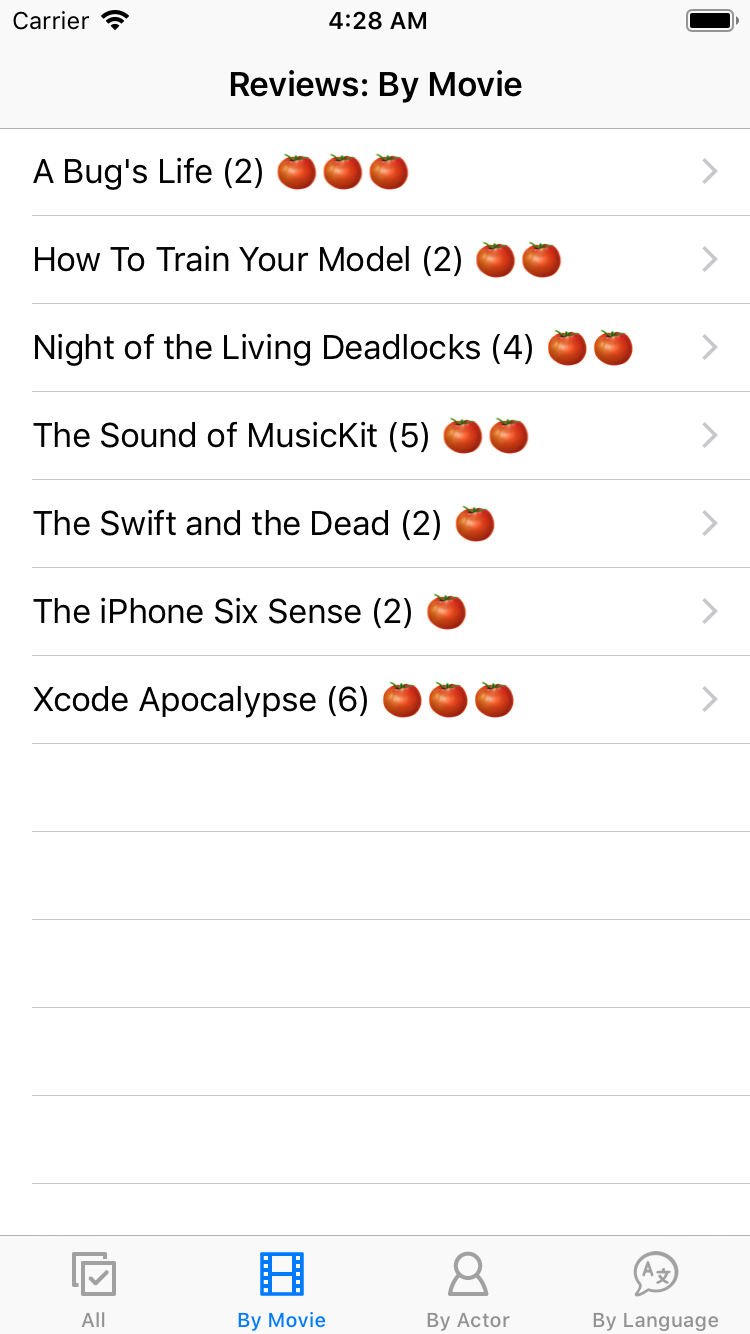 Carrier 4:28 AM
Reviews: By Movie
A Bug's Life (2) 🍅🍅🍅
How To Train Your Model (2) 🍅🍅
Night of the Living Deadlocks (4) 🍅🍅
The Sound of MusicKit (5) 🍅🍅
The Swift and the Dead (2) 🍅
The iPhone Six Sense (2) 🍅
Xcode Apocalypse (6) 🍅🍅🍅
A 文
All By Movie By Actor By Language